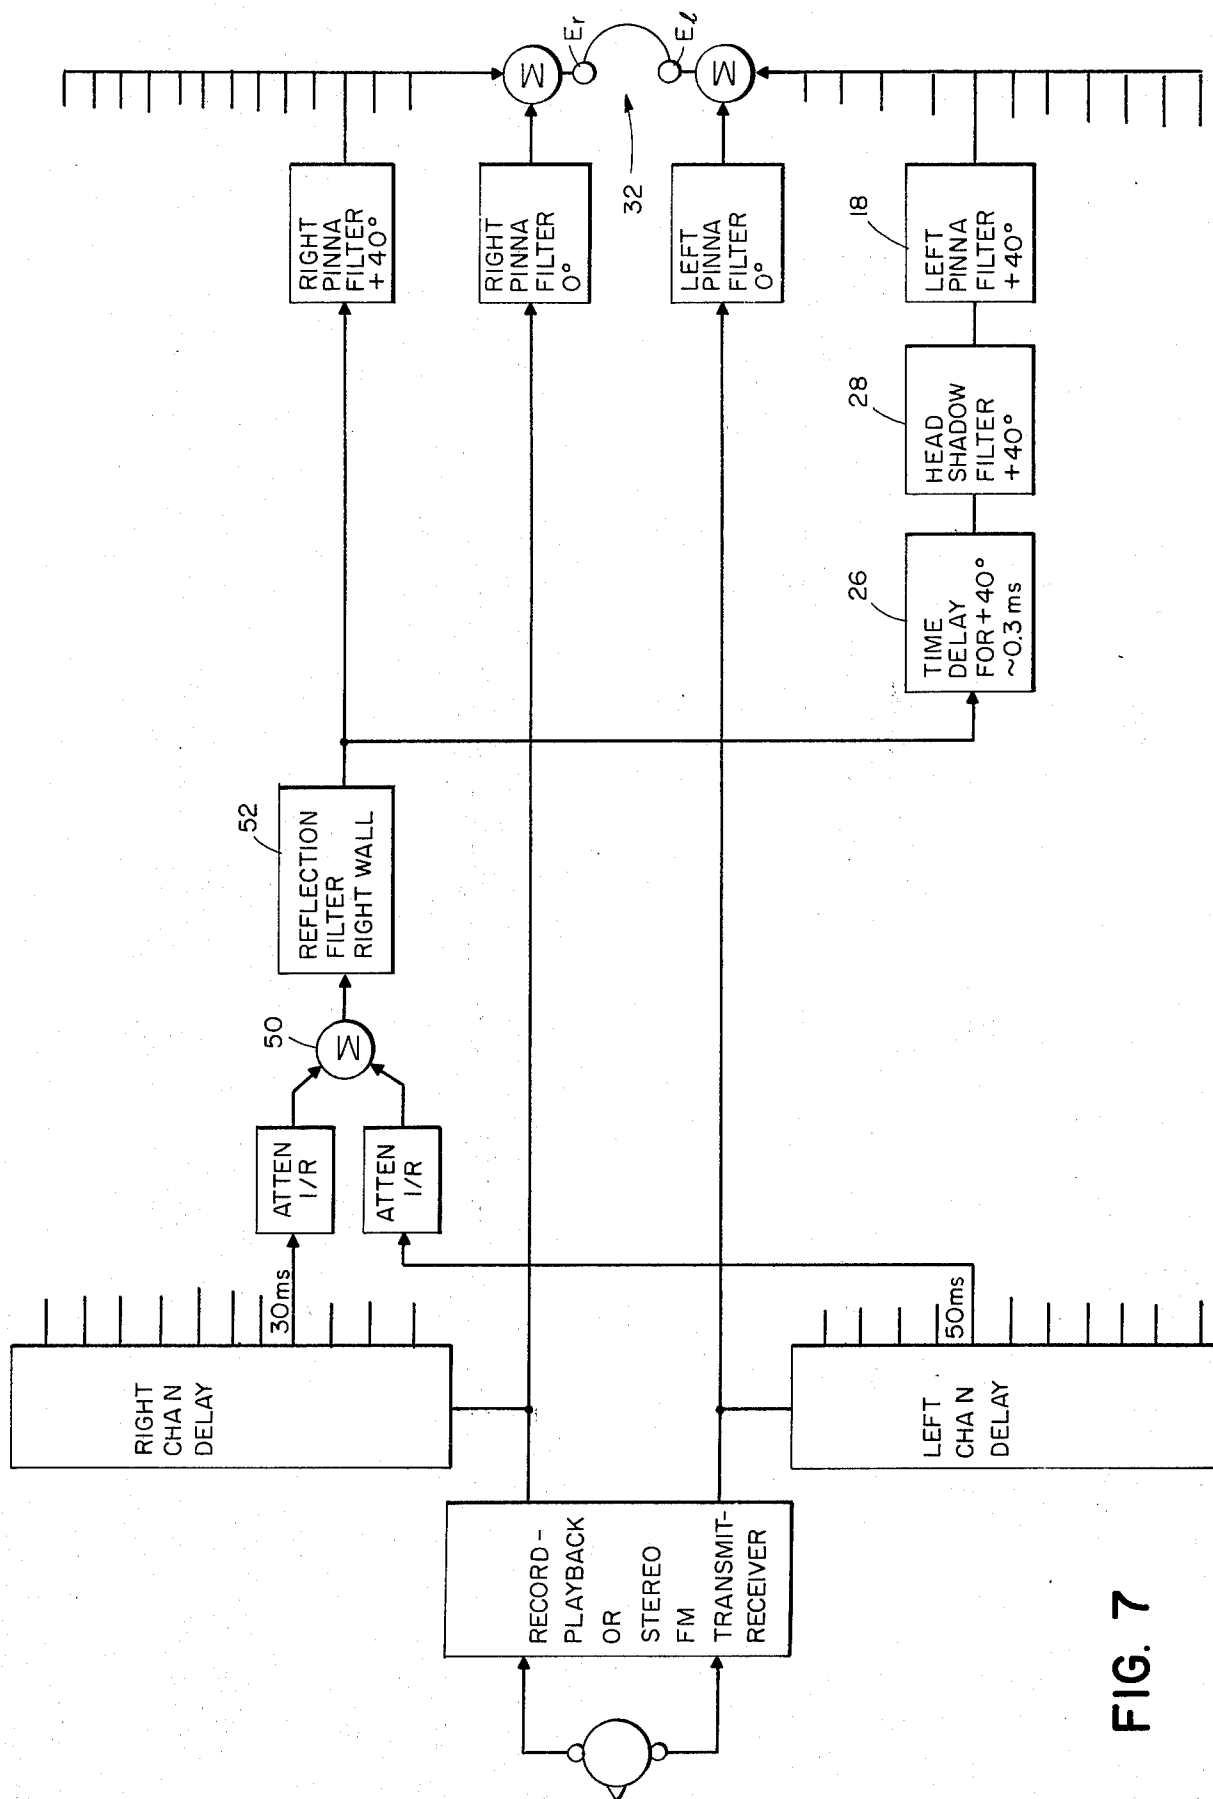 RECORD-
PLAYBACK
OR
STEREO
FM
TRANSMIT-
RECEIVER
RIGHT
CHAN
DELAY
30ms
LEFT
CHAN
DELAY
50ms
ATTEN
1/R
ATTEN
1/R
50
M
52
REFLECTION
FILTER
RIGHT WALL
26
TIME
DELAY
FOR +40°
~0.3 ms
28
HEAD
SHADOW
FILTER
+40°
18
LEFT
PINNA
FILTER
+40°
RIGHT
PINNA
FILTER
+40°
RIGHT
PINNA
FILTER
0°
LEFT
PINNA
FILTER
0°
32
M
Er
El
M
FIG. 7